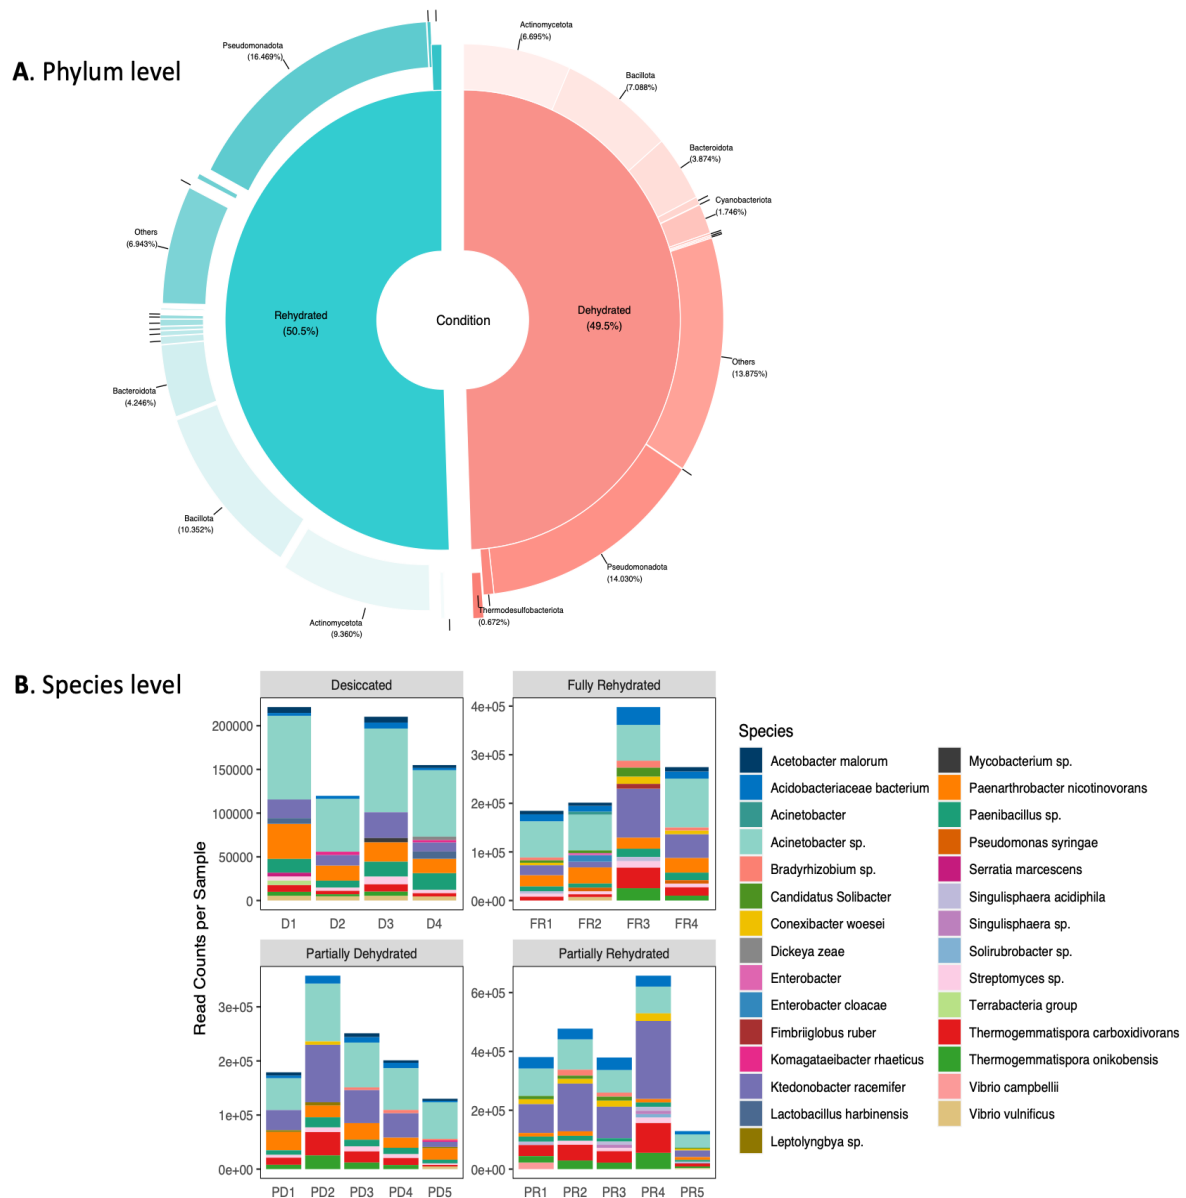 A. Phylum level
Actinomycetota
(6.695%)
Bacillota
(7.088%)
Bacteroidota
(3.874%)
Cyanobacteriota
(1.746%)
Others
(13.875%)
Pseudomonadota
(14.030%)
Thermodesulfobacteriota
(0.672%)
Pseudomonadota
(16.469%)
Others
(6.943%)
Bacteroidota
(4.246%)
Bacillota
(10.352%)
Actinomycetota
(9.360%)
Rehydrated
(50.5%)
Condition
Dehydrated
(49.5%)
B. Species level
Read Counts per Sample
Desiccated
200000
150000
100000
50000
0
D1 D2 D3 D4
Fully Rehydrated
4e+05
3e+05
2e+05
1e+05
0e+00
FR1 FR2 FR3 FR4
Partially Dehydrated
3e+05
2e+05
1e+05
0e+00
PD1 PD2 PD3 PD4 PD5
Partially Rehydrated
6e+05
4e+05
2e+05
0e+00
PR1 PR2 PR3 PR4 PR5
Species
Acetobacter malorum
Acidobacteriaceae bacterium
Acinetobacter
Acinetobacter sp.
Bradyrhizobium sp.
Candidatus Solibacter
Conexibacter woesei
Dickeya zeae
Enterobacter
Enterobacter cloacae
Fimbriiglobus ruber
Komagataeibacter rhaeticus
Ktedonobacter racemifer
Lactobacillus harbinensis
Leptolyngbya sp.
Mycobacterium sp.
Paenarthrobacter nicotinovorans
Paenibacillus sp.
Pseudomonas syringae
Serratia marcescens
Singulisphaera acidiphila
Singulisphaera sp.
Solirubrobacter sp.
Streptomyces sp.
Terrabacteria group
Thermogemmatispora carboxidivorans
Thermogemmatispora onikobensis
Vibrio campbellii
Vibrio vulnificus